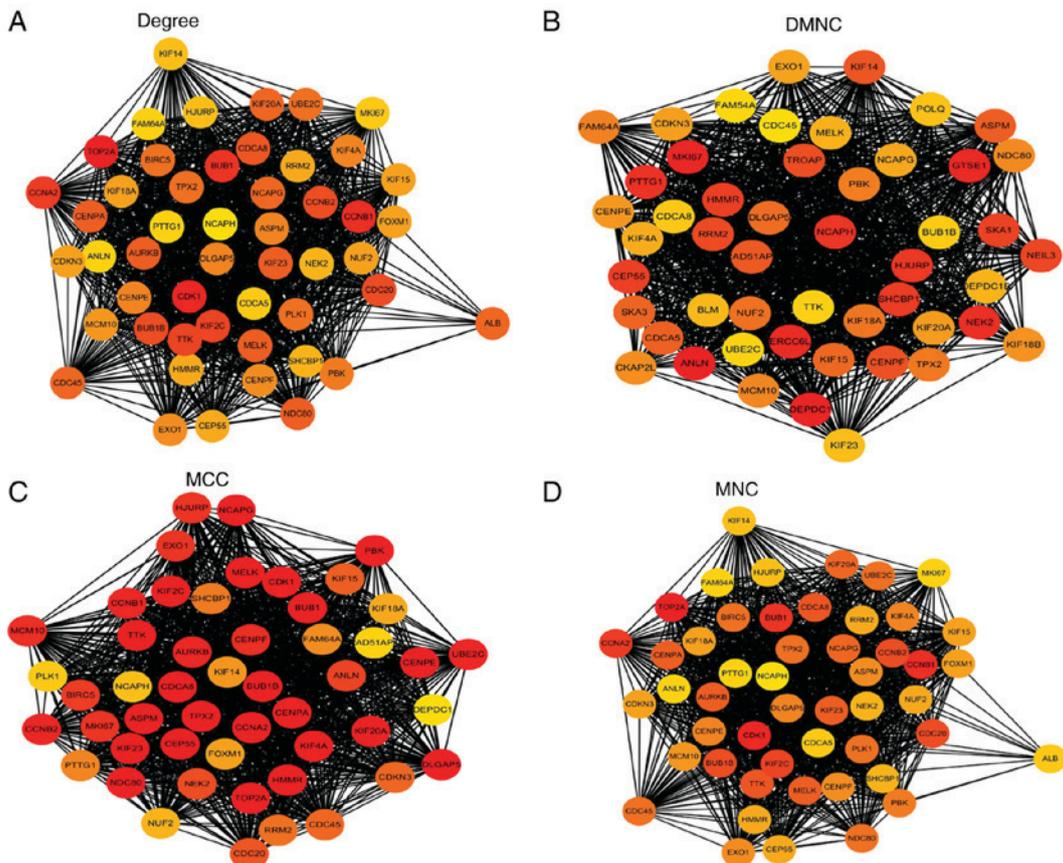 A
Degree
KIF14
FAM64A
HJURP
KIF20A
UBE2C
MKI67
TOP2A
BIRC5
BUB1
CDCA8
RRM2
KIF4A
CCNA2
KIF18A
TPX2
NCAPG
CCNB2
KIF15
CENPA
PTTG1
NCAPH
ASPM
CCNB1
FOXM1
CDKN3
ANLN
AURKB
DLGAP5
KIF23
NEK2
NUF2
CENPE
CDK1
CDCA5
CDC20
MCM10
BUB1B
KIF2C
PLK1
ALB
TTK
MELK
CDC45
HMMR
CENPF
SHCBP1
PBK
EXO1
CEP55
NDC80
B
DMNC
EXO1
KIF14
FAM54A
POLQ
FAM64A
CDKN3
CDC45
MELK
ASPM
MKI67
TROAP
NCAPG
GTSE1
NDC80
PTTG1
HMMR
PBK
CENPE
CDCA8
DLGAP5
KIF4A
RRM2
NCAPH
BUB1B
SKA1
AD51AP
NEIL3
CEP55
HJURP
DEPDC1B
SKA3
BLM
NUF2
TTK
SHCBP1
KIF18A
KIF20A
NEK2
CDCA5
UBE2C
ERCC6L
KIF18B
CKAP2L
ANLN
KIF15
CENPF
TPX2
MCM10
DEPDC1
KIF23
C
MCC
HJURP
NCAPG
EXO1
PBK
MELK
CDK1
KIF15
CCNB1
KIF2C
SHCBP1
BUB1
KIF18A
MCM10
TTK
CENPF
FAM64A
AD51AP
AURKB
UBE2C
CENPE
PLK1
NCAPH
KIF14
ANLN
BIRC5
CDCA8
BUB1B
DEPDC1
CCNB2
MKI67
ASPM
TPX2
CCNA2
CENPA
KIF20A
KIF23
CEP55
FOXM1
KIF4A
PTTG1
DLGAP5
NDC80
NEK2
HMMR
CDKN3
TOP2A
NUF2
RRM2
CDC45
CDC20
D
MNC
KIF14
FAM64A
HJURP
KIF20A
UBE2C
MKI67
TOP2A
BIRC5
BUB1
CDCA8
RRM2
KIF4A
CCNA2
KIF18A
TPX2
NCAPG
CCNB2
KIF15
CENPA
PTTG1
NCAPH
ASPM
CCNB1
FOXM1
CDKN3
ANLN
AURKB
DLGAP5
KIF23
NEK2
NUF2
CENPE
CDK1
CDCA5
CDC20
MCM10
BUB1B
KIF2C
PLK1
ALB
TTK
MELK
CENPF
SHCBP1
CDC45
HMMR
PBK
EXO1
CEP55
NDC80